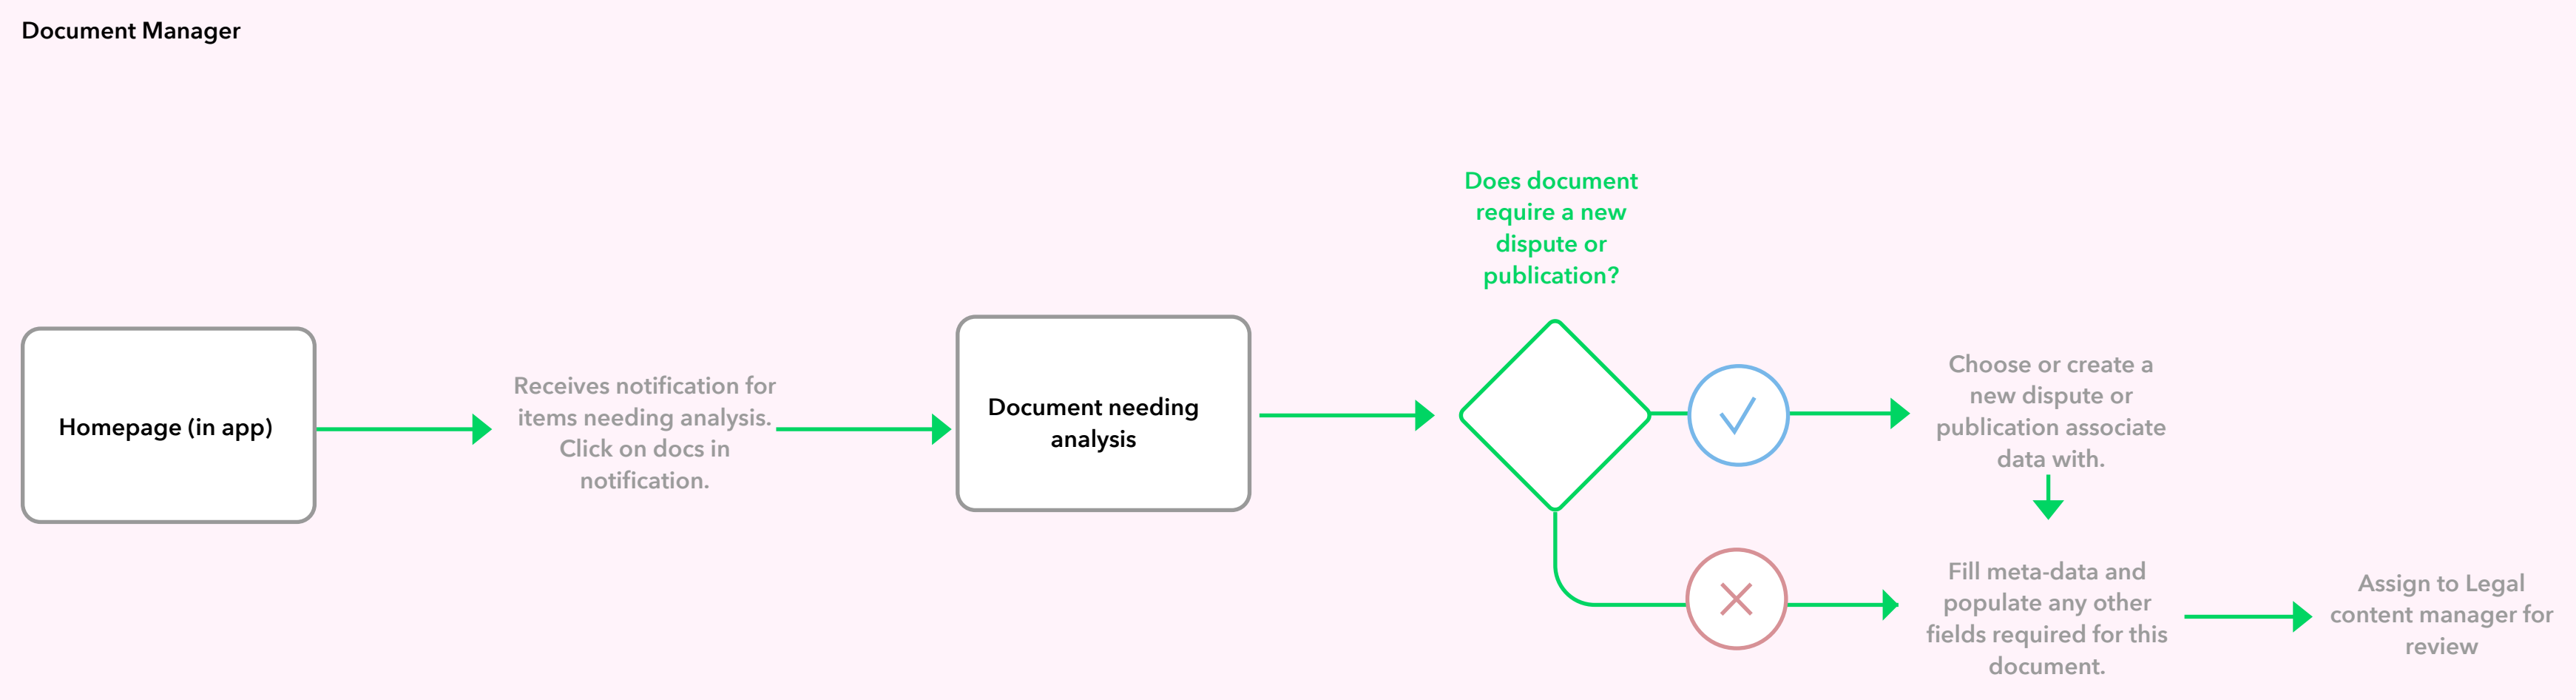 Document Manager
Does document
require a new
dispute or
publication?
Homepage (in app)
Receives notification for
items needing analysis.
Click on docs in
notification.
Document needing
analysis
Choose or create a
new dispute or
publication associate
data with.
Fill meta-data and
populate any other
fields required for this
document.
Assign to Legal
content manager for
review